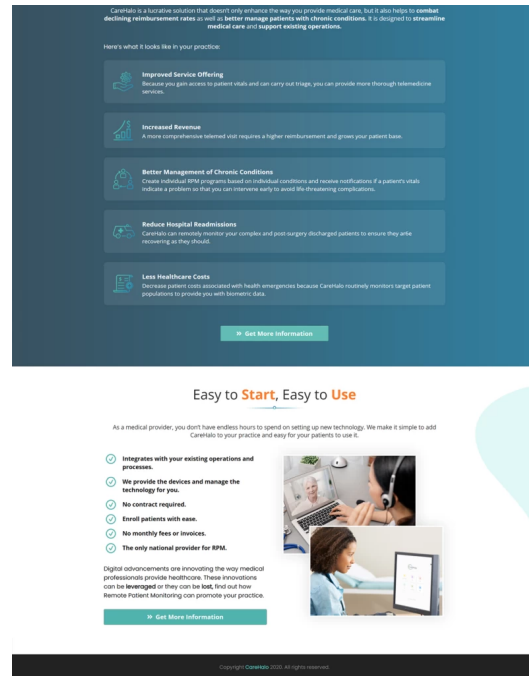 CareHalo is a lucrative solution that doesn't only enhance the way you provide medical care, but it also helps to combat
declining reimbursement rates as well as better manage patients with chronic conditions. It is designed to streamline
medical care and support existing operations.
Here's what it looks like in your practice:
Improved Service Offering
Because you gain access to patient vitals and can carry out triage, you can provide more thorough telemedicine
services.
Increased Revenue
A more comprehensive telemed visit requires a higher reimbursement and grows your patient base.
Better Management of Chronic Conditions
Create individual RPM programs based on individual conditions and receive notifications if a patient's vitals
indicate a problem so that you can intervene early to avoid life-threatening complications.
Reduce Hospital Readmissions
CareHalo can remotely monitor your complex and post-surgery discharged patients to ensure they ar6e
recovering as they should.
Less Healthcare Costs
Decrease patient costs associated with health emergencies because CareHalo routinely monitors target patient
populations to provide you with biometric data.
» Get More Information
Easy to Start, Easy to Use
As a medical provider, you don't have endless hours to spend on setting up new technology. We make it simple to add
CareHalo to your practice and easy for your patients to use it.
Integrates with your existing operations and
processes.
We provide the devices and manage the
technology for you.
No contract required.
Enroll patients with ease.
No monthly fees or invoices.
The only national provider for RPM.
Digital advancements are innovating the way medical
professionals provide healthcare. These innovations
can be leveraged or they can be lost, find out how
Remote Patient Monitoring can promote your practice.
» Get More Information
Copyright CareHalo 2020. All rights reserved.